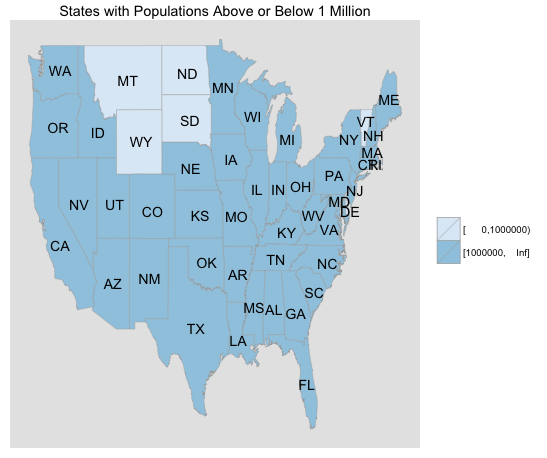 States with Populations Above or Below 1 Million
WA
MT
ND
MN
ME
OR
ID
WY
SD
WI
MI
VT
NH
NY
MA
CT
RI
NE
IA
PA
NJ
NV
UT
CO
KS
MO
IL
IN
OH
MD
DE
WV
VA
KY
CA
AZ
NM
OK
AR
TN
NC
SC
MS
AL
GA
TX
LA
FL
[ 0,1000000)
[1000000, Inf]